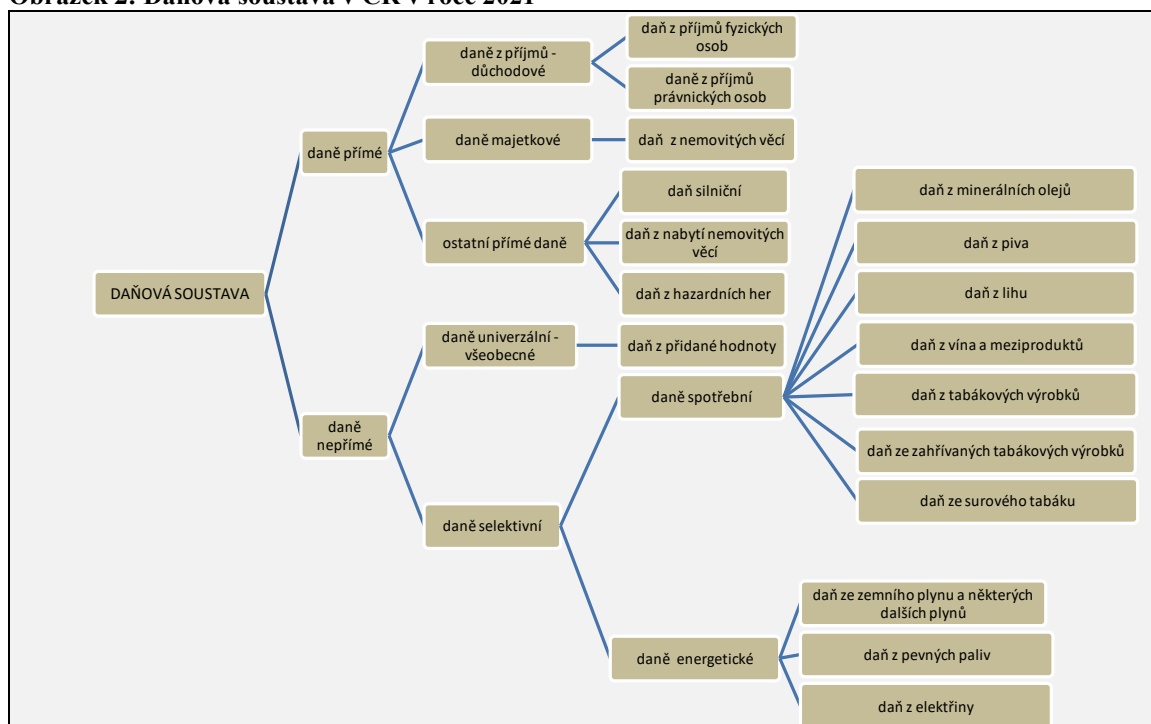 Obrázek 2: Daňová soustava v ČR v roce 2021
daň z příjmů fyzických
osob
daně z příjmů -
důchodové
daně z příjmů
právnických osob
daně přímé
daně majetkové
daň z nemovitých věcí
daň silniční
ostatní přímé daně
daň z nabytí nemovitých
věcí
daň z hazardních her
DAŇOVÁ SOUSTAVA
daně univerzální -
všeobecné
daň z přidané hodnoty
daně
nepřímé
daně selektivní
daně spotřební
daň z minerálních olejů
daň z piva
daň z lihu
daň z vína a meziproduktů
daň z tabákových výrobků
daň ze zahřívaných tabákových výrobků
daň ze surového tabáku
daně energetické
daň ze zemního plynu a některých
dalších plynů
daň z pevných paliv
daň z elektřiny